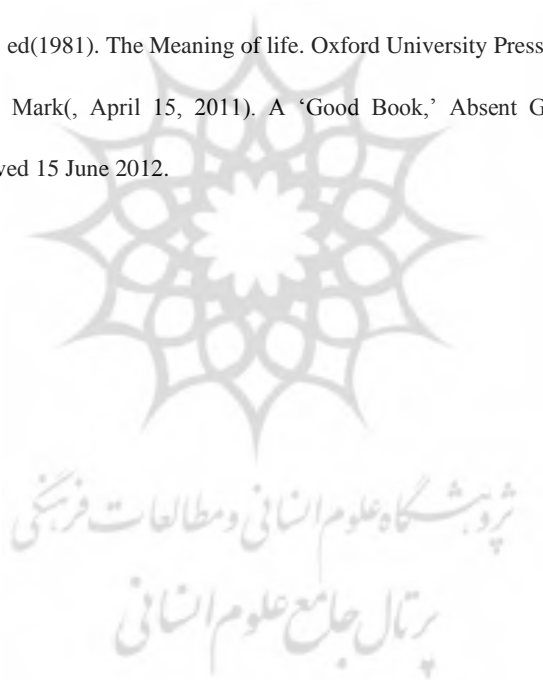 ed(1981). The Meaning of life. Oxford University Press
Mark(, April 15, 2011). A ‘Good Book,’ Absent G
ved 15 June 2012.
پژوهشگاه علوم انسانی و مطالعات فرهنگی
پرتال جامع علوم انسانی